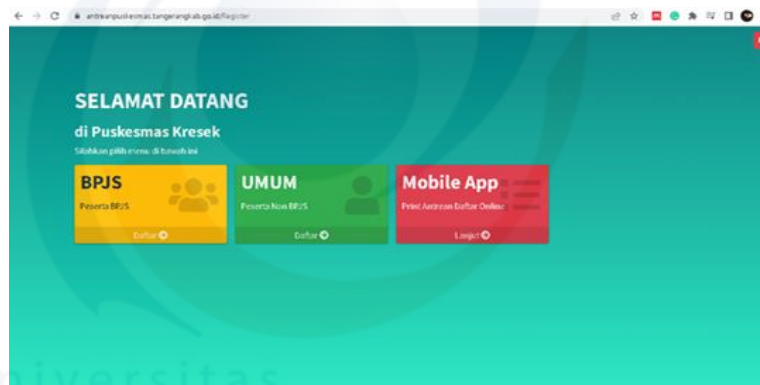 antreanpuskesmas.tangerangkab.go.id/Register
SELAMAT DATANG
di Puskesmas Kresek
Silahkan pilih menu di bawah ini
BPJS
Peserta BPJS
Daftar
UMUM
Peserta Non BPJS
Daftar
Mobile App
Print Antrean Daftar Online
Lanjut
niversitas